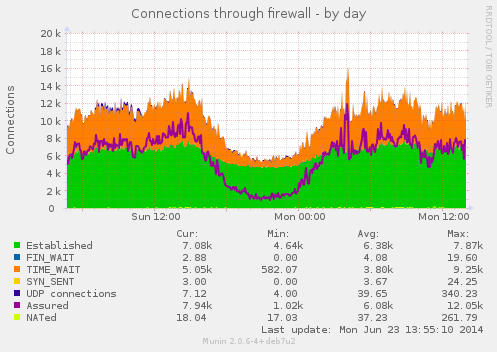 Connections through firewall - by day
RRDTOOL / TOBI OETIKER
Connections
20 k
18 k
16 k
14 k
12 k
10 k
8 k
6 k
4 k
2 k
0
Sun 12:00 Mon 00:00 Mon 12:00
Cur: Min: Avg: Max:
Established 7.08k 4.64k 6.38k 7.87k
FIN_WAIT 2.88 0.00 4.08 19.60
TIME_WAIT 5.05k 582.07 3.80k 9.25k
SYN_SENT 3.00 0.00 3.67 24.25
UDP connections 7.12 4.00 39.65 340.23
Assured 7.94k 1.02k 6.08k 12.05k
NATed 18.04 17.03 37.23 261.79
Last update: Mon Jun 23 13:55:10 2014
Munin 2.0.6-4+deb7u2